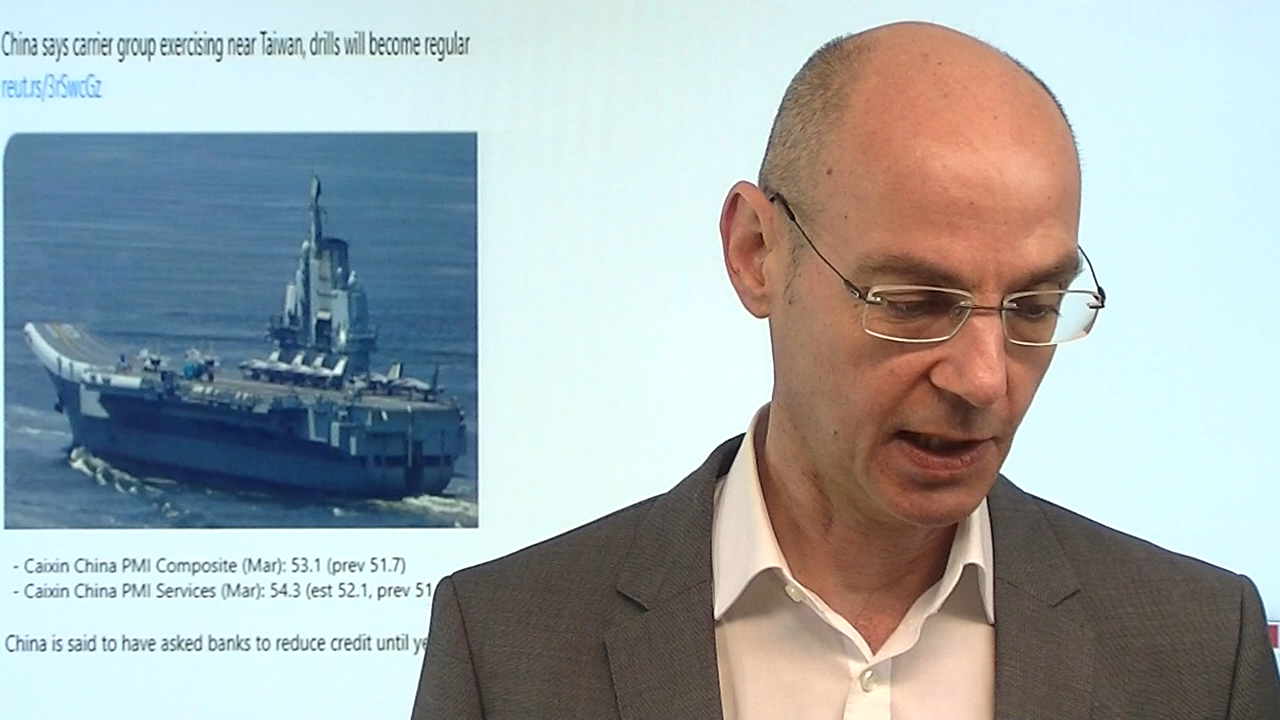 China says carrier group exercising near Taiwan, drills will become regular
reut.rs/3rSwcGz
- Caixin China PMI Composite (Mar): 53.1 (prev 51.7)
- Caixin China PMI Services (Mar): 54.3 (est 52.1, prev 51
China is said to have asked banks to reduce credit until